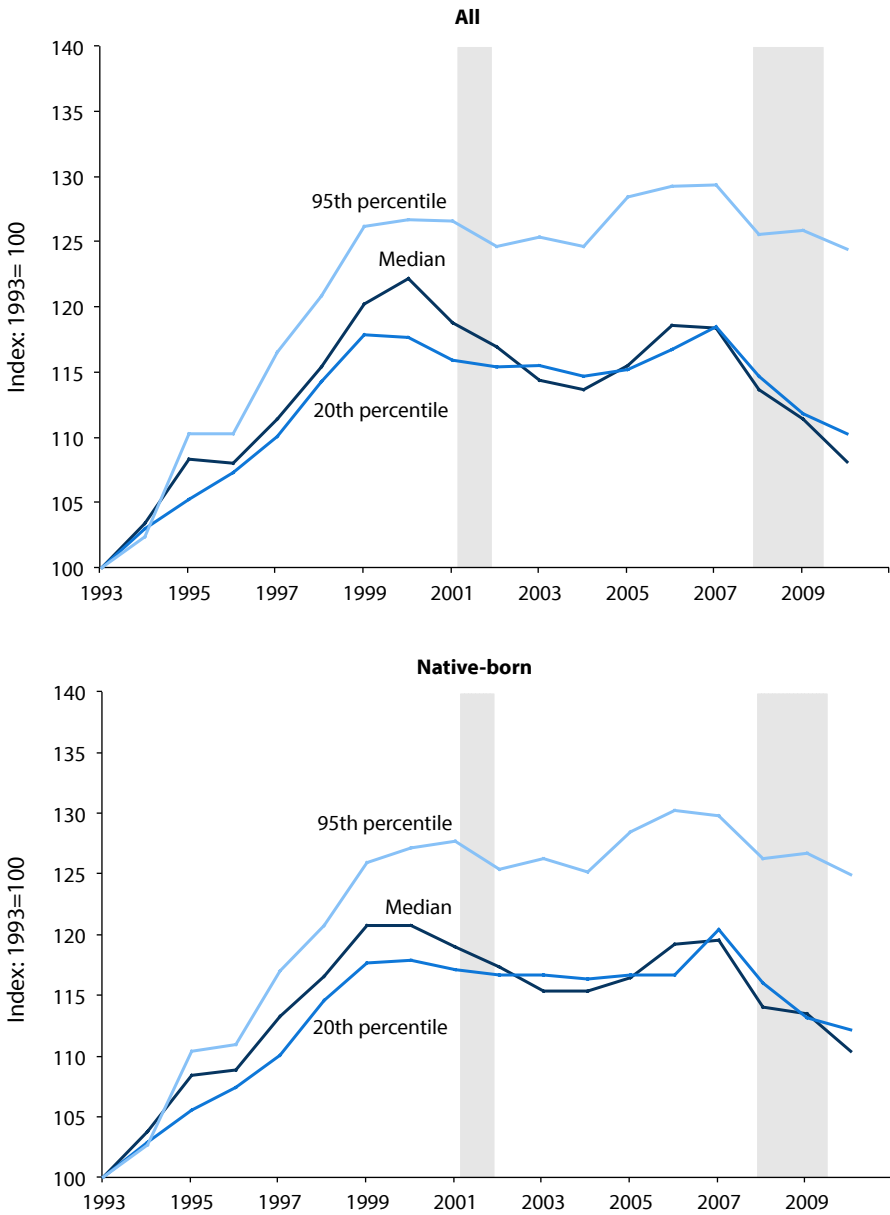 All
140
135
130
125
120
115
110
105
100
Index: 1993= 100
95th percentile
Median
20th percentile
1993 1995 1997 1999 2001 2003 2005 2007 2009
Native-born
140
135
130
125
120
115
110
105
100
Index: 1993=100
95th percentile
Median
20th percentile
1993 1995 1997 1999 2001 2003 2005 2007 2009